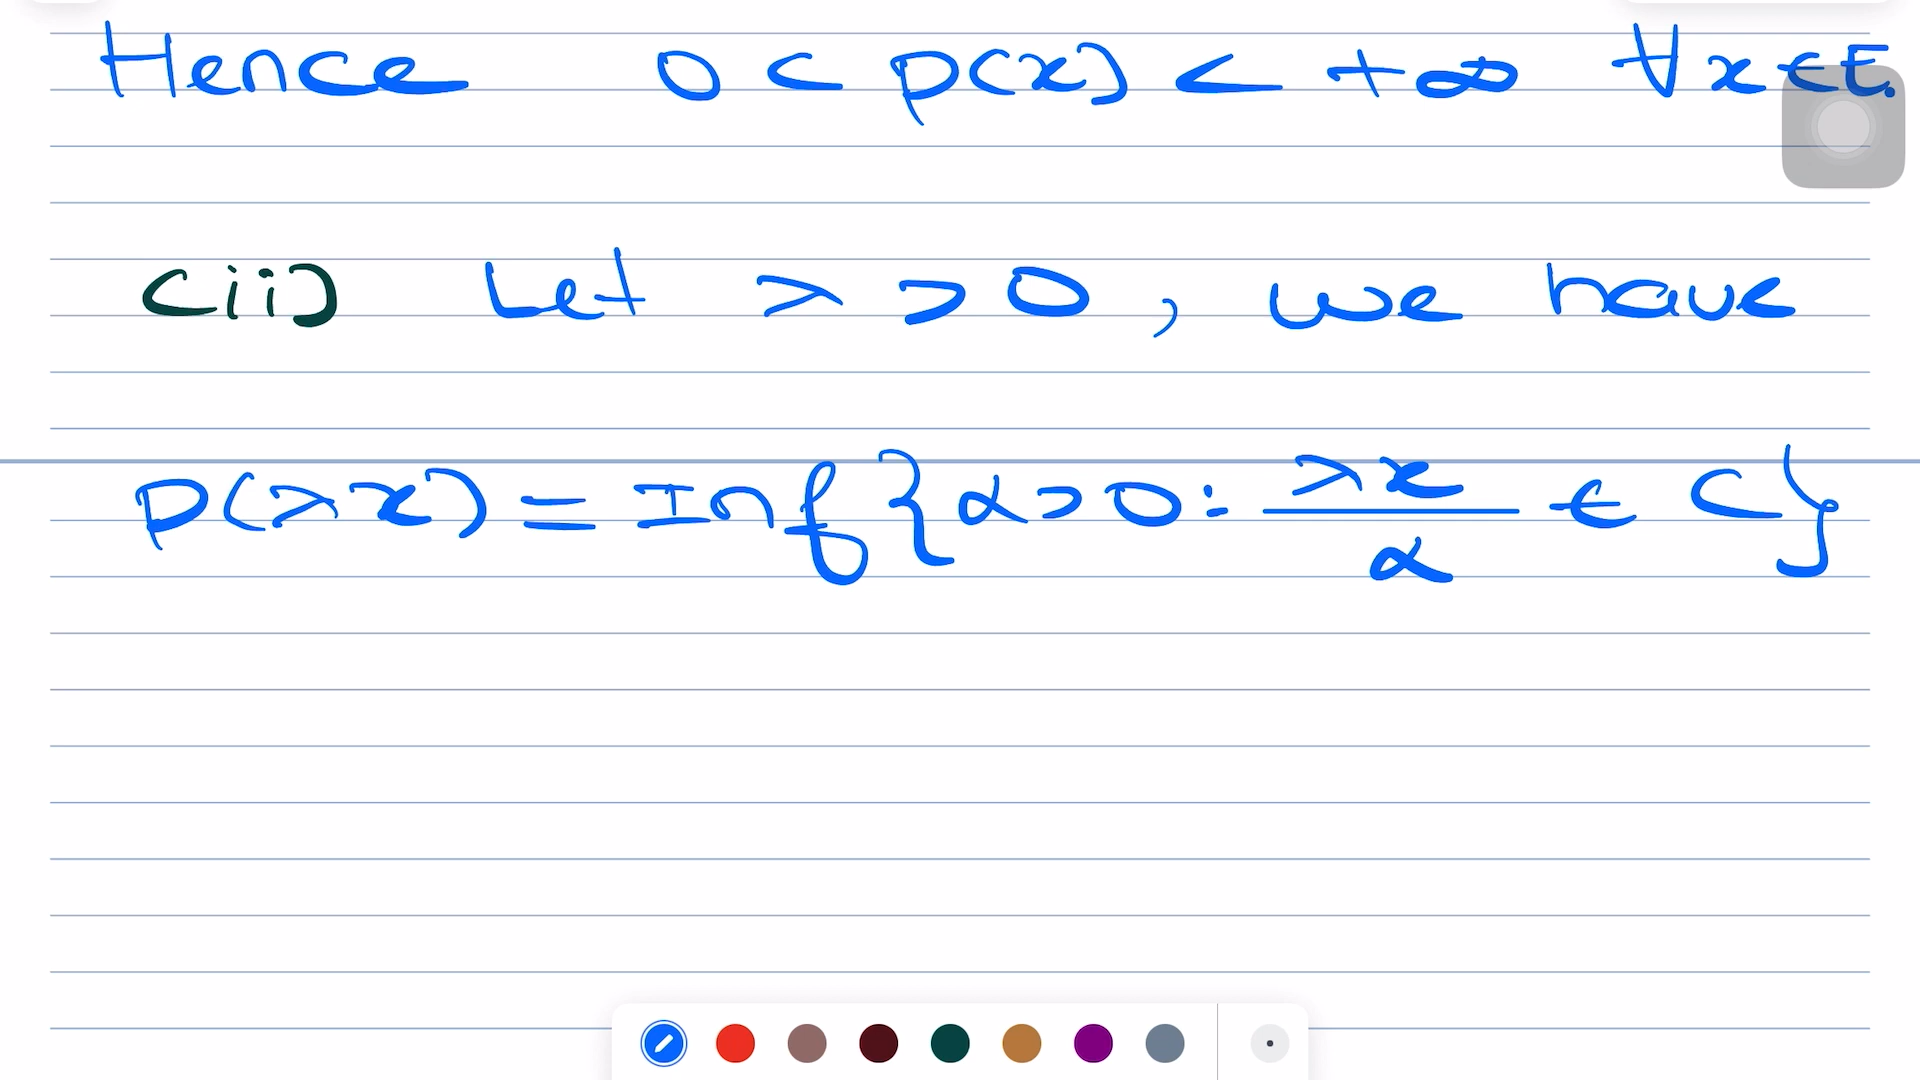 Hence 0 < p(x) < +∞ ∀x∈E.
(ii) Let λ > 0, we have
p(λx) = Inf{α>0: λx/α ∈ C}